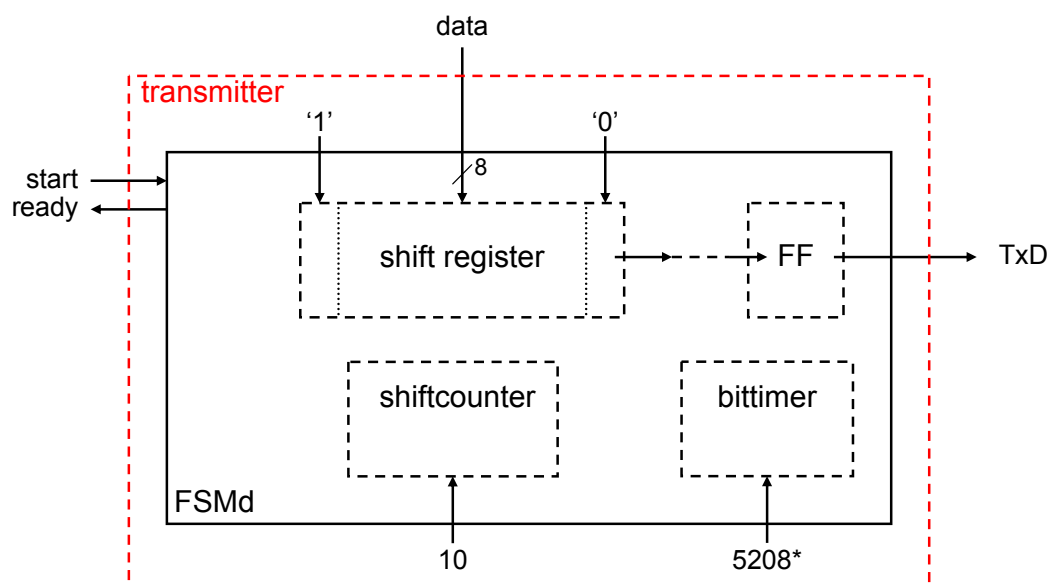 data
transmitter
‘1’
‘0’
8
start
ready
shift register
FF
TxD
shiftcounter
bittimer
FSMd
10
5208*